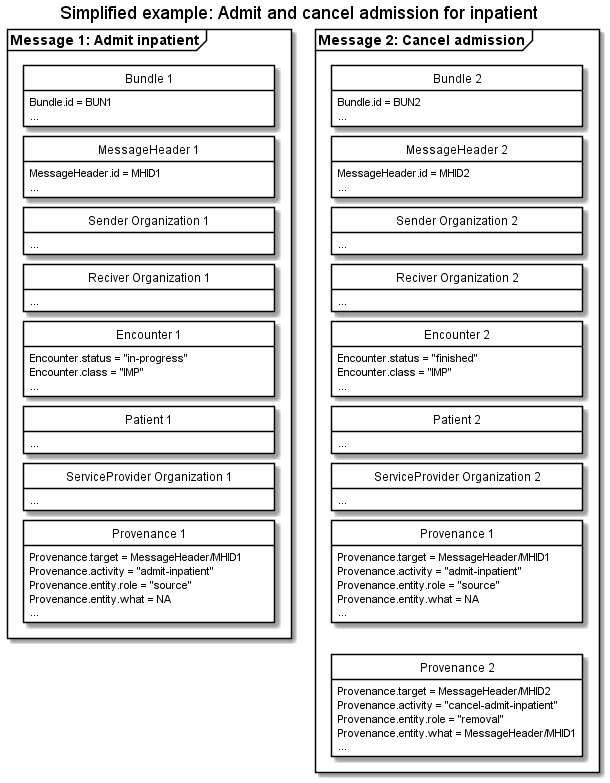 Simplified example: Admit and cancel admission for inpatient
Message 1: Admit inpatient
Bundle 1
Bundle.id = BUN1
...
MessageHeader 1
MessageHeader.id = MHID1
...
Sender Organization 1
...
Reciver Organization 1
...
Encounter 1
Encounter.status = "in-progress"
Encounter.class = "IMP"
...
Patient 1
...
ServiceProvider Organization 1
...
Provenance 1
Provenance.target = MessageHeader/MHID1
Provenance.activity = "admit-inpatient"
Provenance.entity.role = "source"
Provenance.entity.what = NA
...
Message 2: Cancel admission
Bundle 2
Bundle.id = BUN2
...
MessageHeader 2
MessageHeader.id = MHID2
...
Sender Organization 2
...
Reciver Organization 2
...
Encounter 2
Encounter.status = "finished"
Encounter.class = "IMP"
...
Patient 2
...
ServiceProvider Organization 2
...
Provenance 1
Provenance.target = MessageHeader/MHID1
Provenance.activity = "admit-inpatient"
Provenance.entity.role = "source"
Provenance.entity.what = NA
...
Provenance 2
Provenance.target = MessageHeader/MHID2
Provenance.activity = "cancel-admit-inpatient"
Provenance.entity.role = "removal"
Provenance.entity.what = MessageHeader/MHID1
...